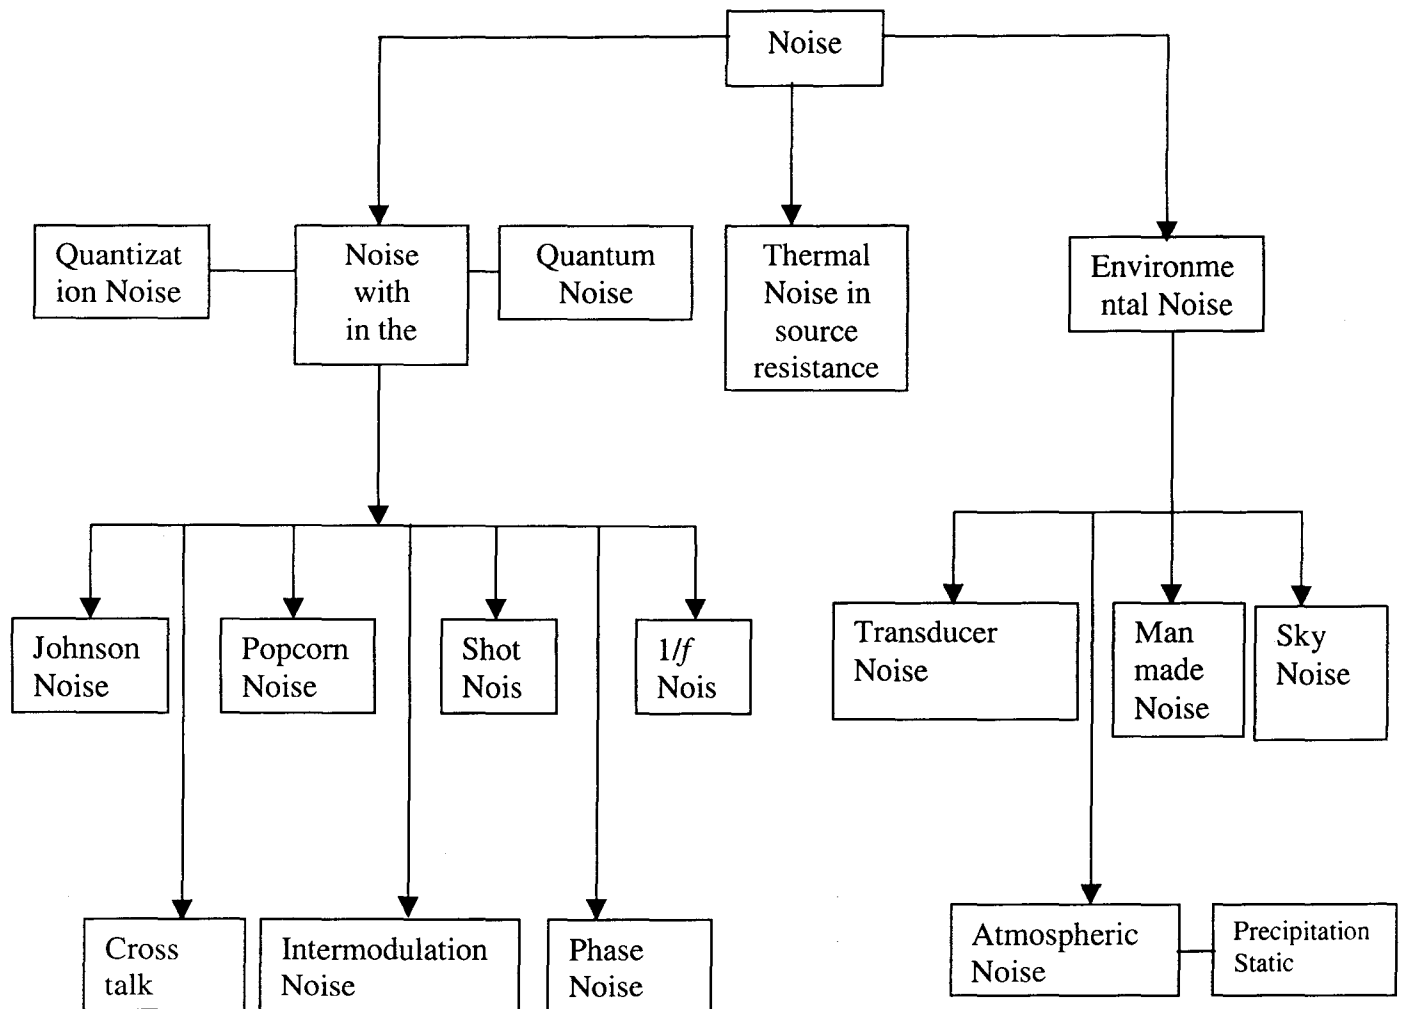 Noise
Quantizat
ion Noise
Noise
with
in the
Quantum
Noise
Thermal
Noise in
source
resistance
Environme
ntal Noise
Johnson
Noise
Popcorn
Noise
Shot
Nois
1/f
Nois
Transducer
Noise
Man
made
Noise
Sky
Noise
Cross
talk
Intermodulation
Noise
Phase
Noise
Atmospheric
Noise
Precipitation
Static